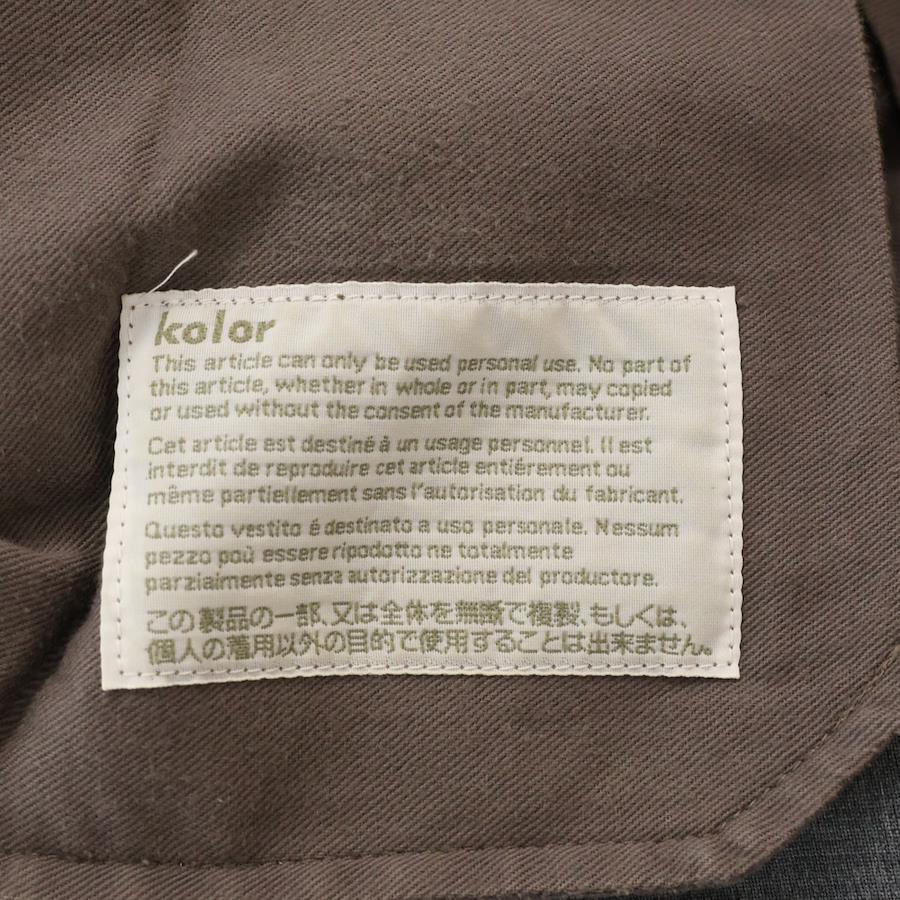 kolor
This article can only be used personal use. No part of
this article, whether in whole or in part, may copied
or used without the consent of the manufacturer.
Cet article est destiné à un usage personnel. Il est
interdit de reproduire cet article entiérement ou
même partiellement sans l'autorisation du fabricant.
Questo vestito é destinato a uso personale. Nessum
pezzo poù essere ripodotto ne totalmente
parziaimente senza autorizzazione del productore.
この製品の一部、又は全体を無断で複製、もしくは、
個人の着用以外の目的で使用することは出来ません。